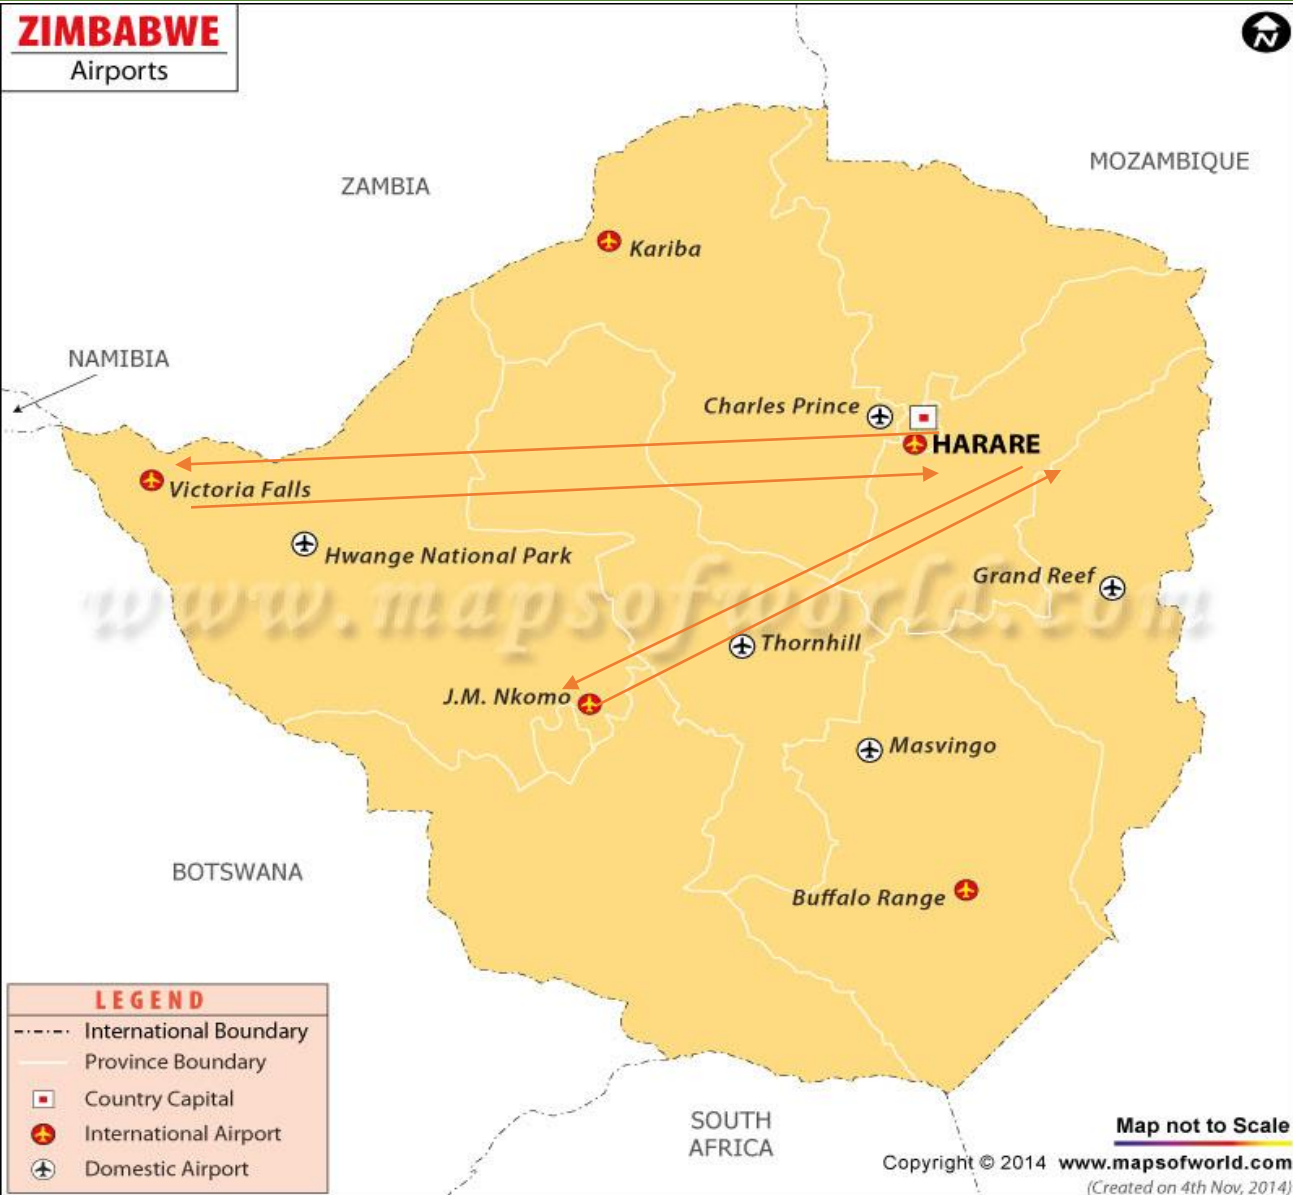 ZIMBABWE
Airports
N
ZAMBIA
MOZAMBIQUE
Kariba
NAMIBIA
Charles Prince
HARARE
Victoria Falls
Hwange National Park
Grand Reef
www.mapsofworld.com
Thornhill
J.M. Nkomo
Masvingo
BOTSWANA
Buffalo Range
LEGEND
International Boundary
Province Boundary
Country Capital
International Airport
Domestic Airport
SOUTH
AFRICA
Map not to Scale
Copyright © 2014 www.mapsofworld.com
(Created on 4th Nov, 2014)